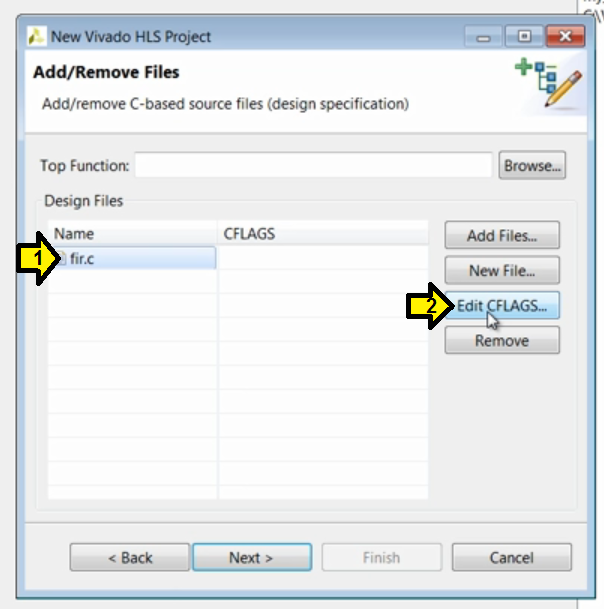 New Vivado HLS Project
Add/Remove Files
Add/remove C-based source files (design specification)
Top Function:
Browse...
Design Files
Name
CFLAGS
Add Files...
1
fir.c
New File...
2
Edit CFLAGS...
Remove
< Back
Next >
Finish
Cancel